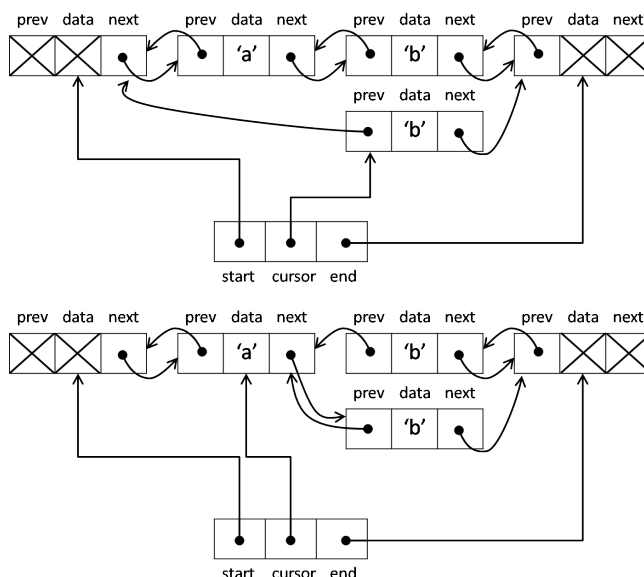 prev data next prev data next prev data next prev data next
'a' 'b'
prev data next
'b'
start cursor end
prev data next prev data next prev data next prev data next
'a' 'b'
prev data next
'b'
start cursor end